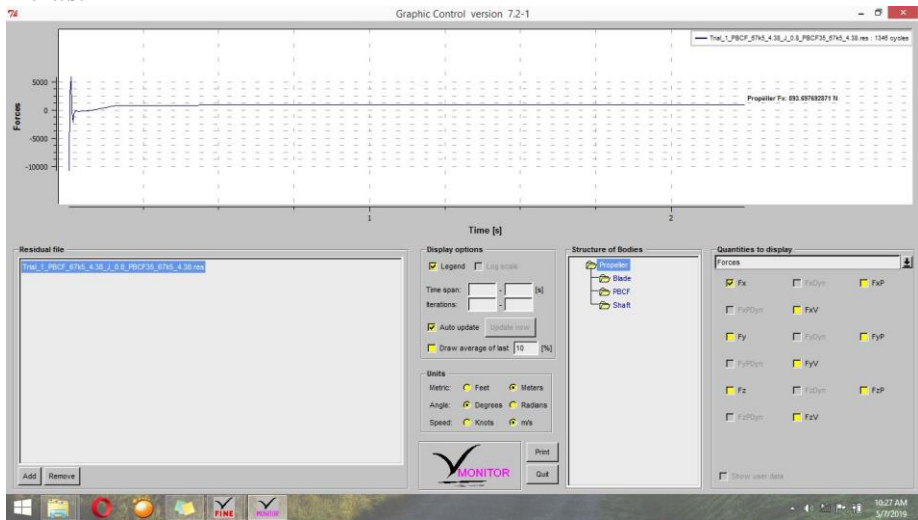 Graphic Control version 7.2-1
Trial_1_PBCF_67k5_4.38_J_0.8_PBCF35_67k5_4.38.res : 1346 cycles
5000
0
-5000
-10000
Forces
Propeller Fx: 893.697692871 N
1
2
Time [s]
Residual file
Trial_1_PBCF_67k5_4.38_J_0.8_PBCF35_67k5_4.38.res
Add
Remove
Display options
Legend
Log scale
Time span:
-
[s]
Iterations:
-
Auto update
Update now
Draw average of last
10
[%]
Units
Metric:
Feet
Meters
Angle:
Degrees
Radians
Speed:
Knots
m/s
MONITOR
Print
Quit
Structure of Bodies
Propeller
Blade
PBCF
Shaft
Quantities to display
Forces
Fx
FxDyn
FxP
FxPDyn
FxV
Fy
FyDyn
FyP
FyPDyn
FyV
Fz
FzDyn
FzP
FzPDyn
FzV
Show user data
FINE
MONITOR
10:27 AM
5/7/2019